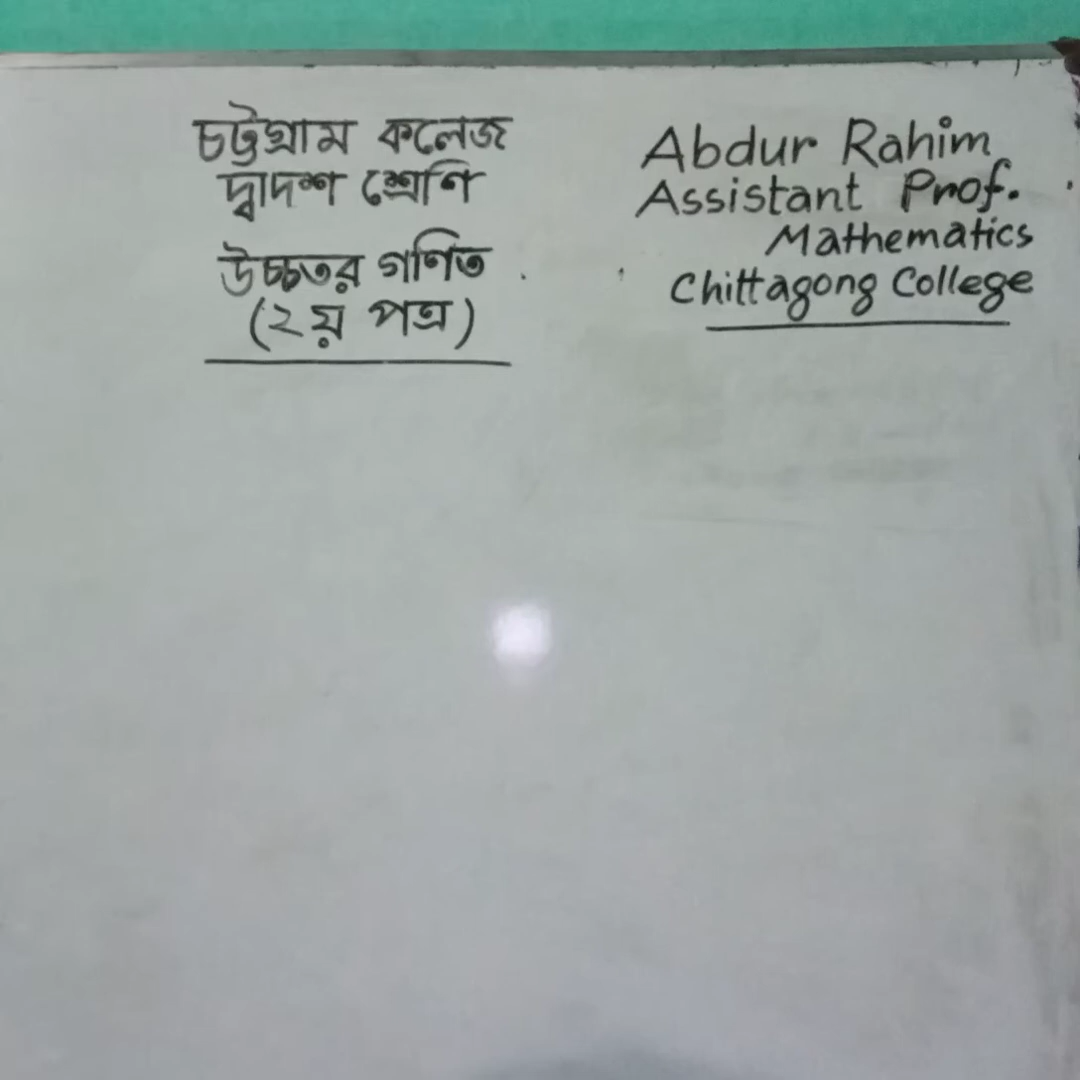 চট্টগ্রাম কলেজ
দ্বাদশ শ্রেণি
উচ্চতর গণিত
(২য় পত্র)
Abdur Rahim
Assistant Prof.
Mathematics
Chittagong College